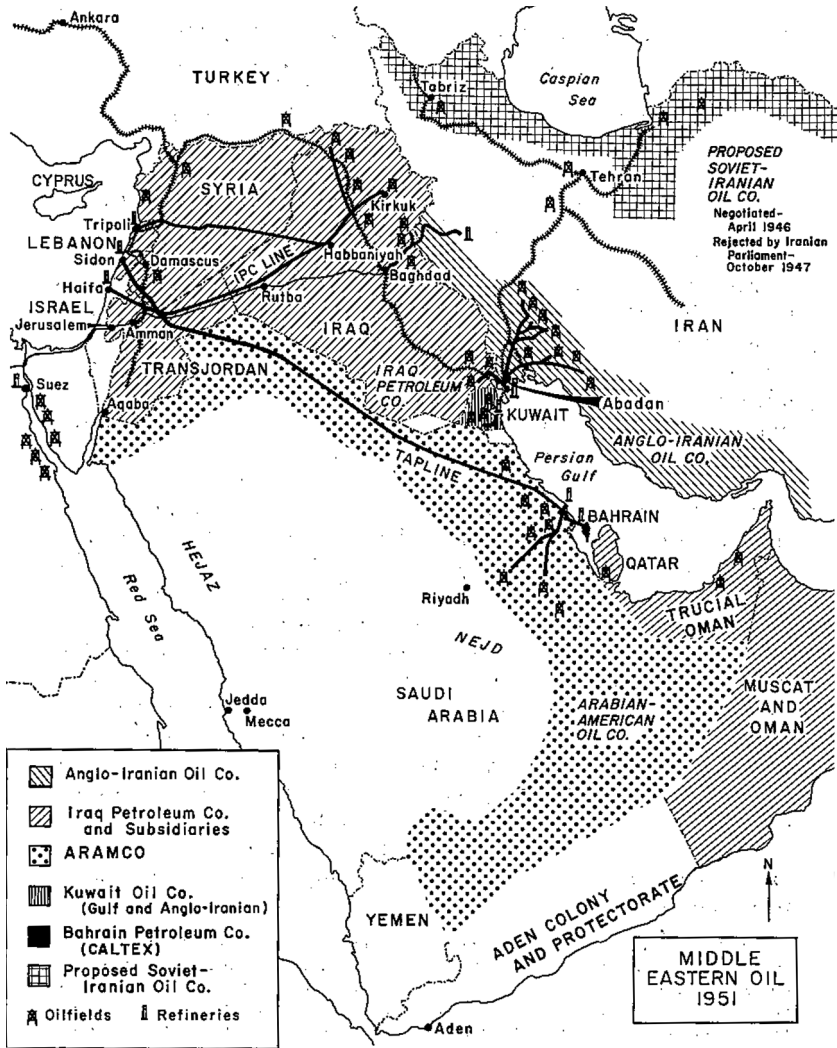 Ankara
TURKEY
Caspian
Sea
Tabriz
Tehran
PROPOSED
SOVIET-
IRANIAN
OIL CO.
Negotiated-
April 1946
Rejected by Iranian
Parliament-
October 1947
CYPRUS
SYRIA
Kirkuk
Tripoli
LEBANON
Sidon
Damascus
IPC LINE
Habbaniyah
Baghdad
Haifa
Rutba
ISRAEL
Jerusalem
Amman
IRAQ
IRAN
TRANSJORDAN
IRAQ
PETROLEUM
CO.
Suez
Aqaba
KUWAIT
Abadan
ANGLO-IRANIAN
OIL CO.
Persian
Gulf
TAPLINE
BAHRAIN
QATAR
HEJAZ
Red Sea
Riyadh
NEJD
TRUCIAL
OMAN
SAUDI
ARABIA
ARABIAN-
AMERICAN
OIL CO.
MUSCAT
AND
OMAN
Jedda
Mecca
YEMEN
ADEN COLONY
AND PROTECTORATE
Aden
N
Anglo-Iranian Oil Co.
Iraq Petroleum Co.
and Subsidiaries
ARAMCO
Kuwait Oil Co.
(Gulf and Anglo-Iranian)
Bahrain Petroleum Co.
(CALTEX)
Proposed Soviet-
Iranian Oil Co.
Oilfields
Refineries
MIDDLE
EASTERN OIL
1951